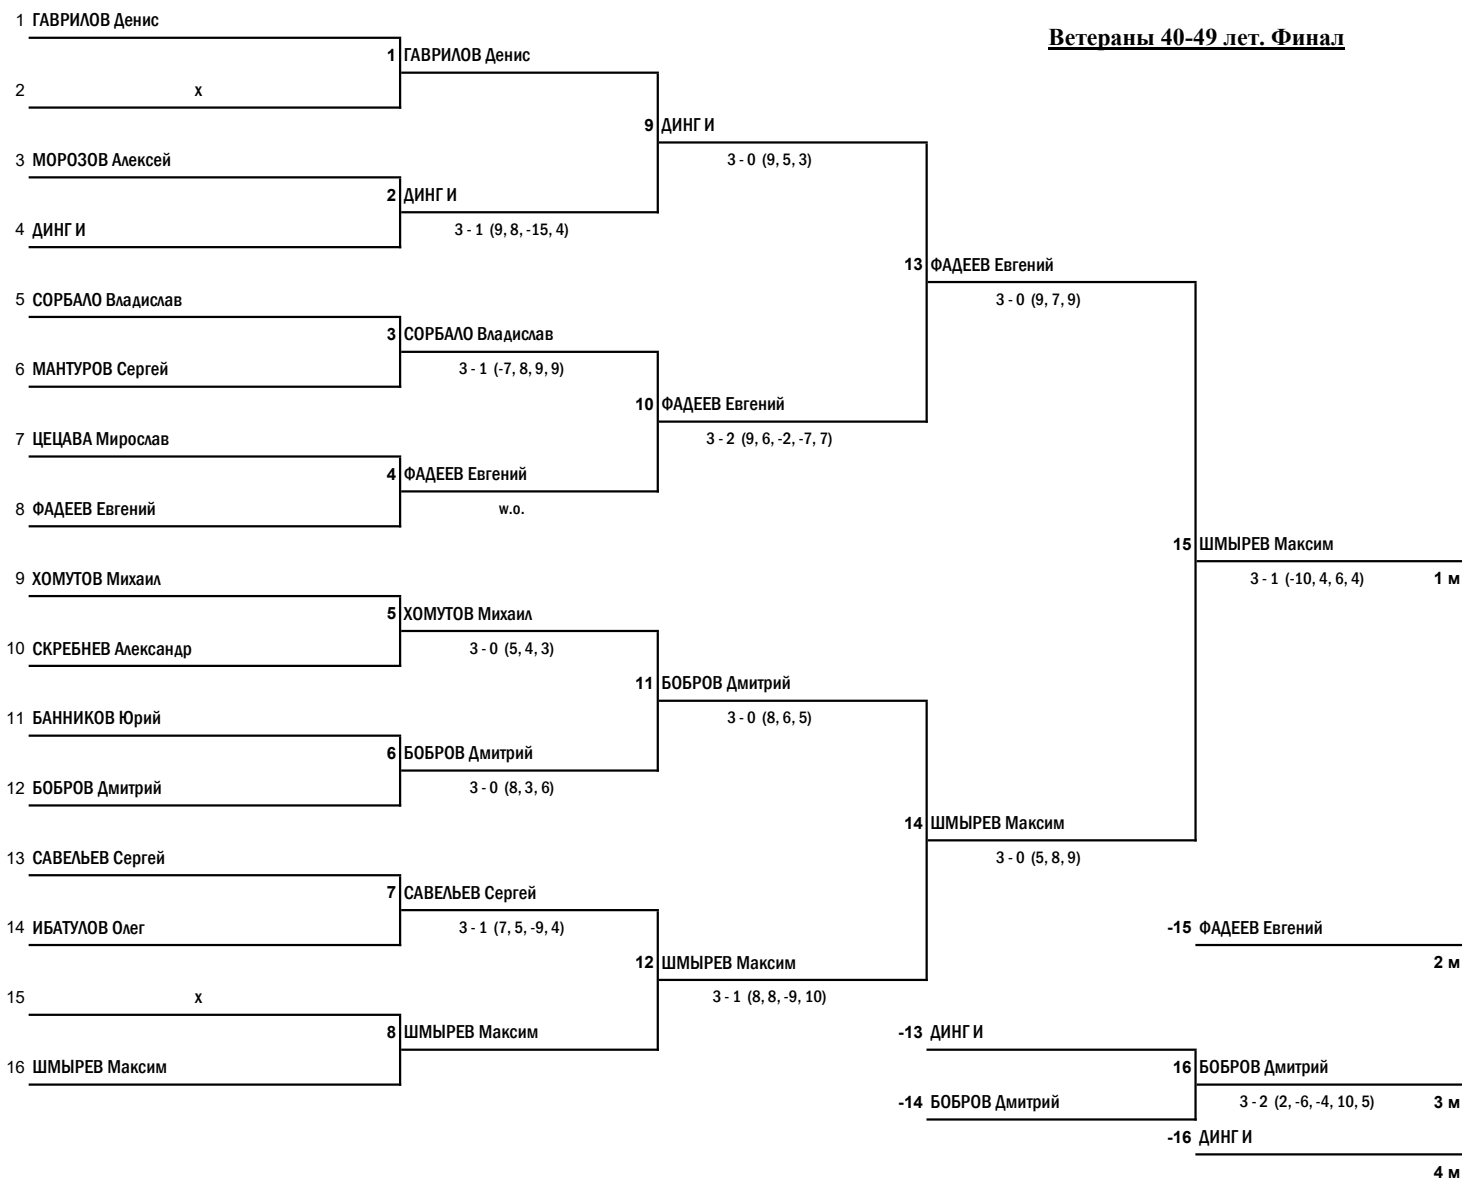 1 ГАВРИЛОВ Денис
Ветераны 40-49 лет. Финал
1 ГАВРИЛОВ Денис
2 x
9 ДИНГ И
3 МОРОЗОВ Алексей
3 - 0 (9, 5, 3)
2 ДИНГ И
4 ДИНГ И
3 - 1 (9, 8, -15, 4)
13 ФАДЕЕВ Евгений
5 СОРБАЛО Владислав
3 - 0 (9, 7, 9)
3 СОРБАЛО Владислав
6 МАНТУРОВ Сергей
3 - 1 (-7, 8, 9, 9)
10 ФАДЕЕВ Евгений
7 ЦЕЦАВА Мирослав
3 - 2 (9, 6, -2, -7, 7)
4 ФАДЕЕВ Евгений
8 ФАДЕЕВ Евгений
w.o.
15 ШМЫРЕВ Максим
9 ХОМУТОВ Михаил
3 - 1 (-10, 4, 6, 4) 1 м
5 ХОМУТОВ Михаил
10 СКРЕБНЕВ Александр
3 - 0 (5, 4, 3)
11 БОБРОВ Дмитрий
11 БАННИКОВ Юрий
3 - 0 (8, 6, 5)
6 БОБРОВ Дмитрий
12 БОБРОВ Дмитрий
3 - 0 (8, 3, 6)
14 ШМЫРЕВ Максим
13 САВЕЛЬЕВ Сергей
3 - 0 (5, 8, 9)
7 САВЕЛЬЕВ Сергей
14 ИБАТУЛОВ Олег
3 - 1 (7, 5, -9, 4)
-15 ФАДЕЕВ Евгений
12 ШМЫРЕВ Максим
2 м
15 x
3 - 1 (8, 8, -9, 10)
8 ШМЫРЕВ Максим
-13 ДИНГ И
16 ШМЫРЕВ Максим
16 БОБРОВ Дмитрий
-14 БОБРОВ Дмитрий
3 - 2 (2, -6, -4, 10, 5) 3 м
-16 ДИНГ И
4 м